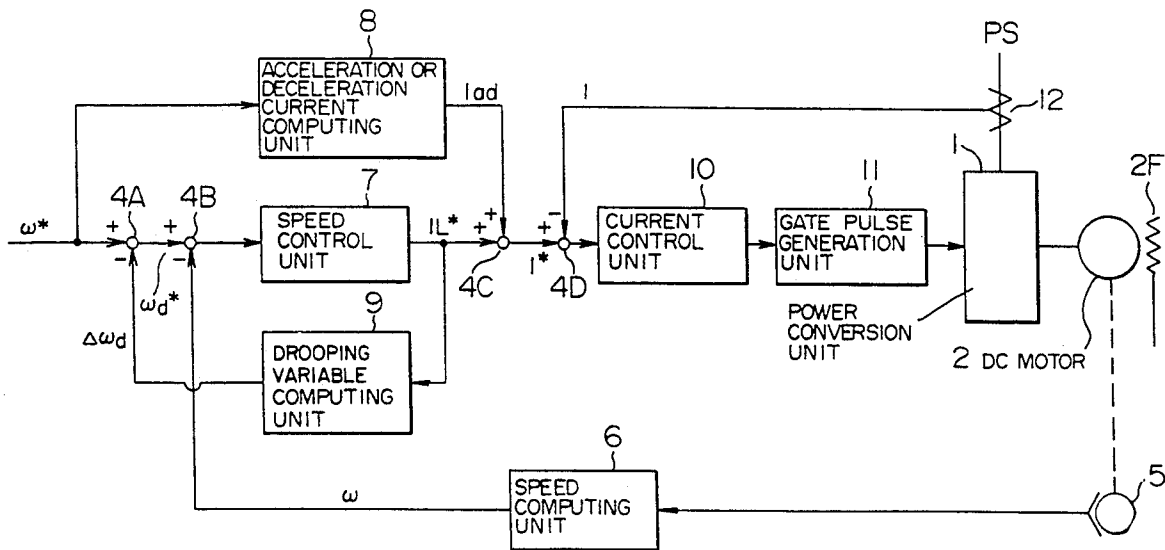 8
PS
ACCELERATION OR
DECELERATION
CURRENT
COMPUTING
UNIT
Iad
I
12
1
2F
7
10
11
4A
4B
ω*
+
+
−
−
SPEED
CONTROL
UNIT
IL*
+
+
+
−
CURRENT
CONTROL
UNIT
GATE PULSE
GENERATION
UNIT
4C
I*
4D
ωd*
Δωd
9
DROOPING
VARIABLE
COMPUTING
UNIT
POWER
CONVERSION
UNIT
2 DC MOTOR
6
ω
SPEED
COMPUTING
UNIT
5